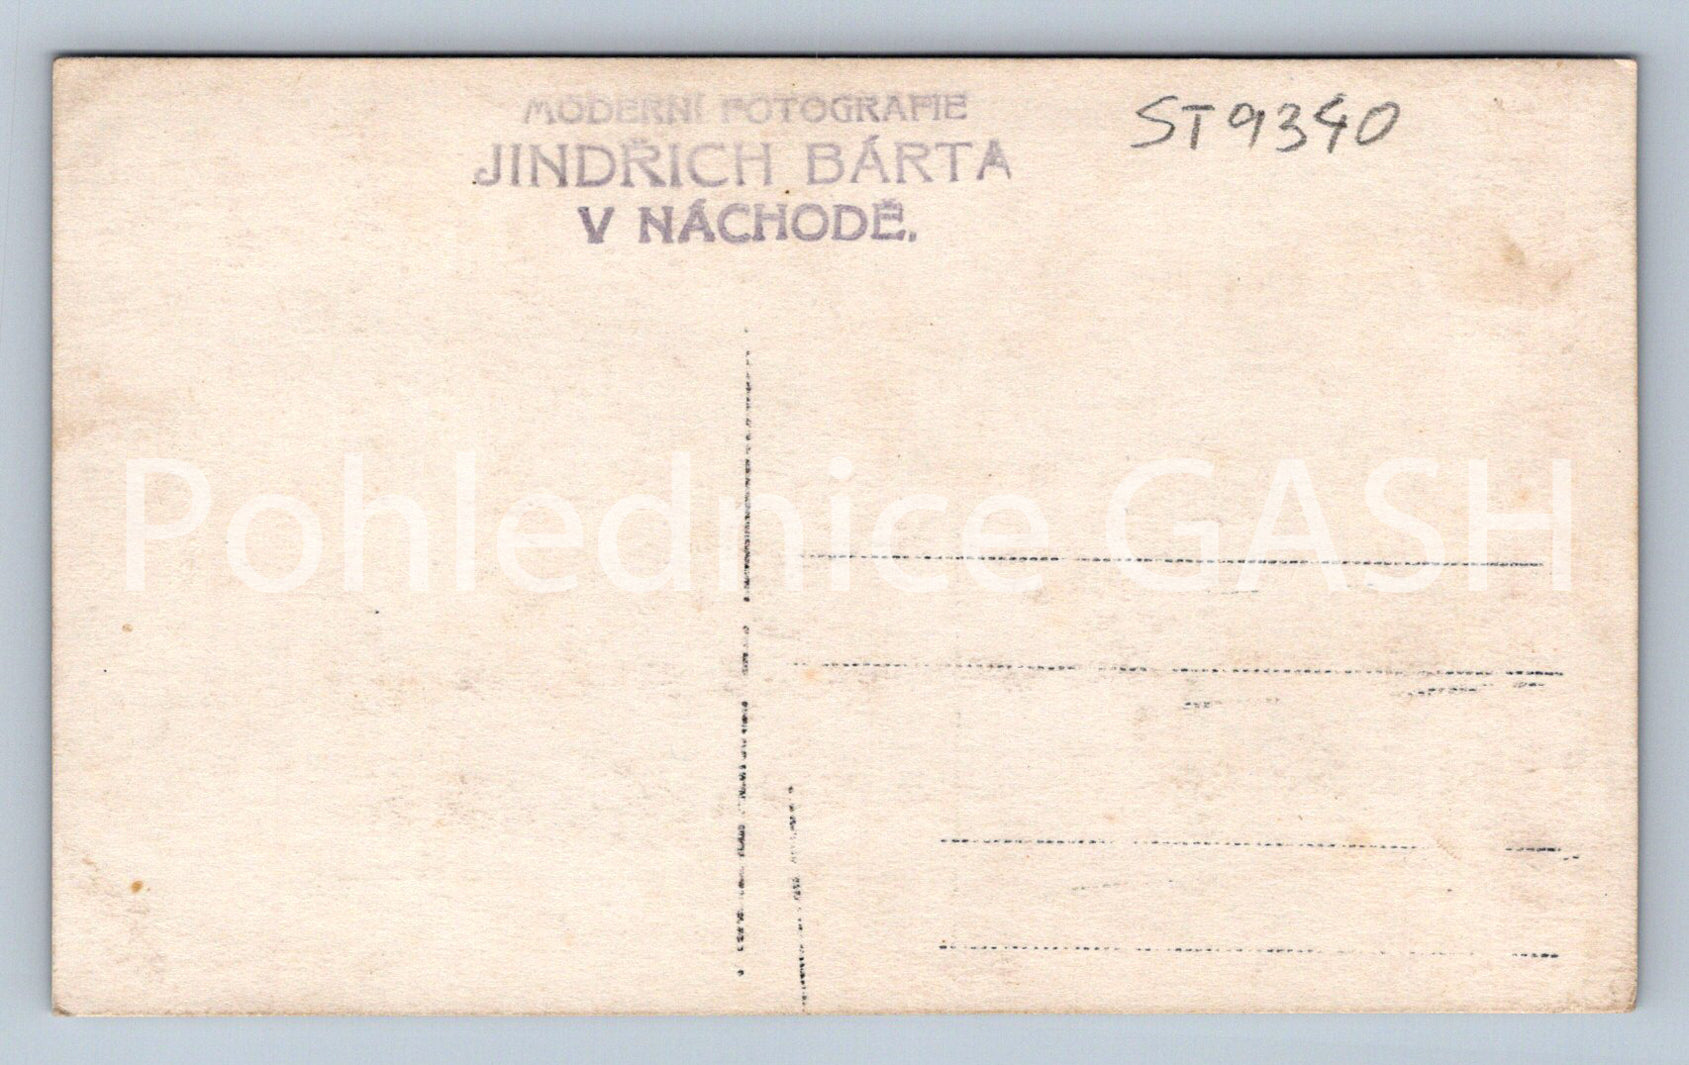 MODERNÍ FOTOGRAFIE
JINDŘICH BÁRTA
V NÁCHODĚ.
ST9340
Pohlednice GASH